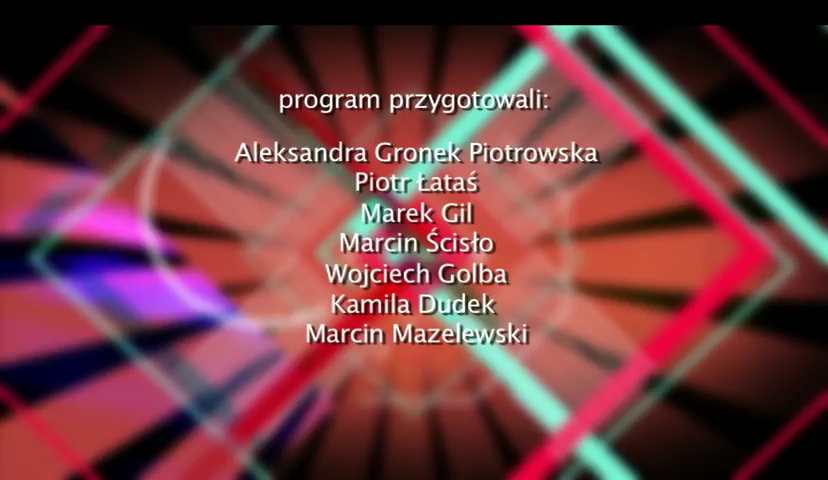 program przygotowali:
Aleksandra Gronek Piotrowska
Piotr Łataś
Marek Gil
Marcin Ścisło
Wojciech Golba
Kamila Dudek
Marcin Mazelewski